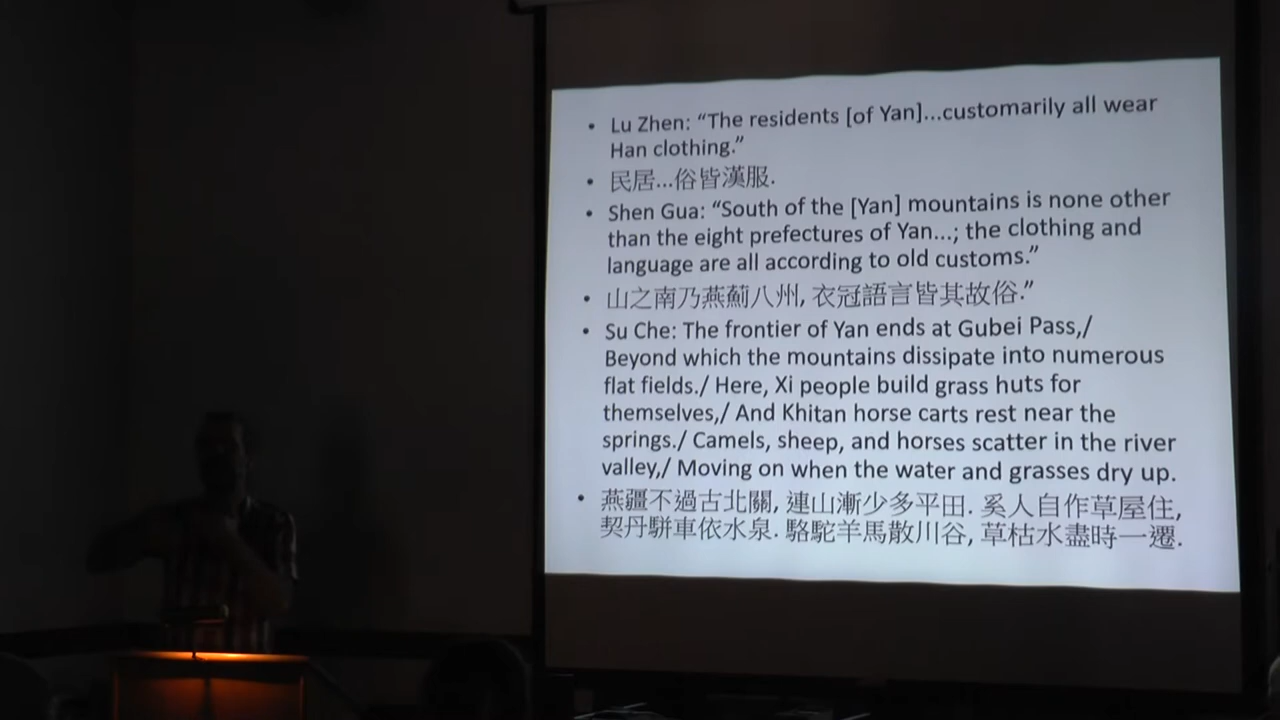 • Lu Zhen: “The residents [of Yan]...customarily all wear
Han clothing.”
• 民居...俗皆漢服.
• Shen Gua: “South of the [Yan] mountains is none other
than the eight prefectures of Yan...; the clothing and
language are all according to old customs.”
• 山之南乃燕薊八州, 衣冠語言皆其故俗.”
• Su Che: The frontier of Yan ends at Gubei Pass,/
Beyond which the mountains dissipate into numerous
flat fields./ Here, Xi people build grass huts for
themselves,/ And Khitan horse carts rest near the
springs./ Camels, sheep, and horses scatter in the river
valley,/ Moving on when the water and grasses dry up.
• 燕疆不過古北關, 連山漸少多平田. 奚人自作草屋住,
契丹駢車依水泉. 駱駝羊馬散川谷, 草枯水盡時一遷.